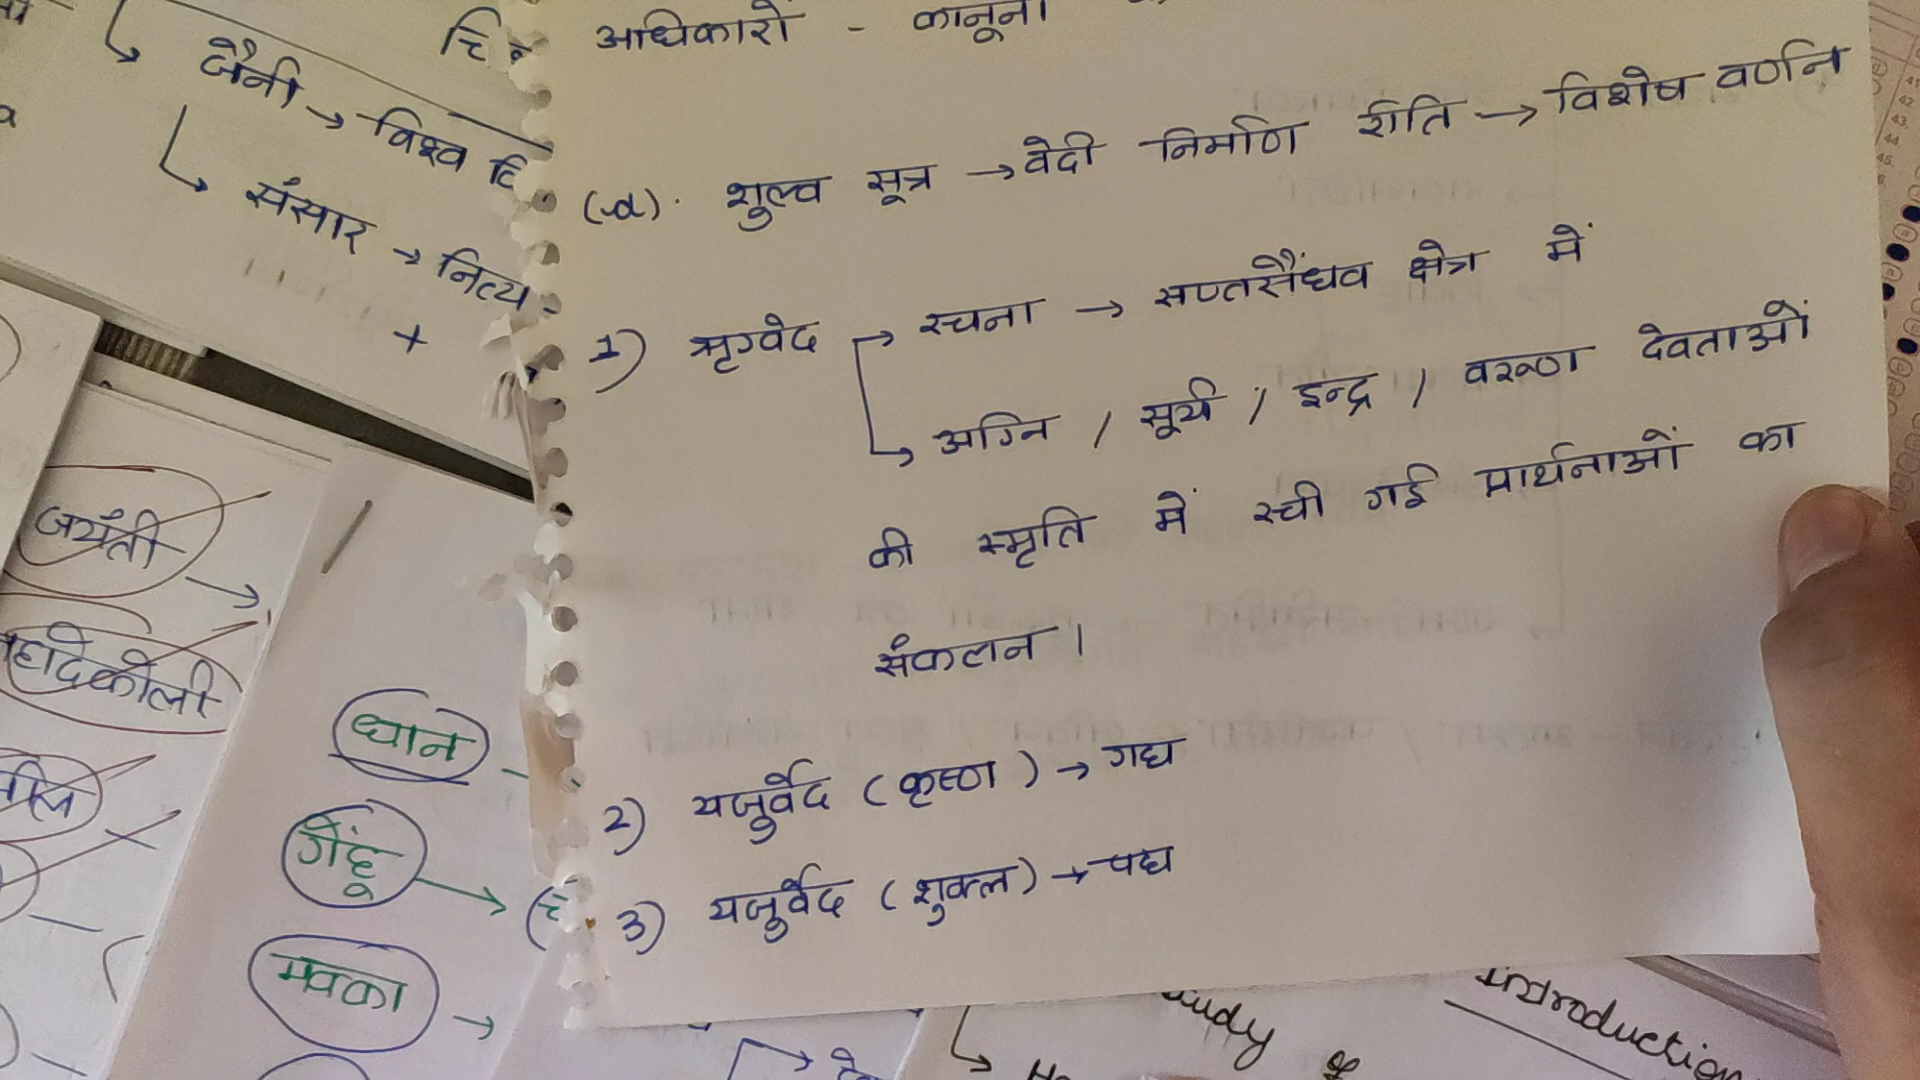 अधिकारो - कानूनी
(d). शुल्व सूत्र → वेदी निर्माण रीति → विशेष वर्णन
1) ऋग्वेद → रचना → सप्तसैंधव क्षेत्र में
→ अग्नि / सूर्य / इन्द्र / वरूण देवताओं
की स्मृति में रची गई प्रार्थनाओं का
संकलन ।
2) यजुर्वेद (कृष्ण) → गद्य
3) यजुर्वेद (शुक्ल) → पद्य
जैनी → विश्व
संसार → नित्य
+
जयंती →
धान -
गेंहू →
मक्का →
introduction